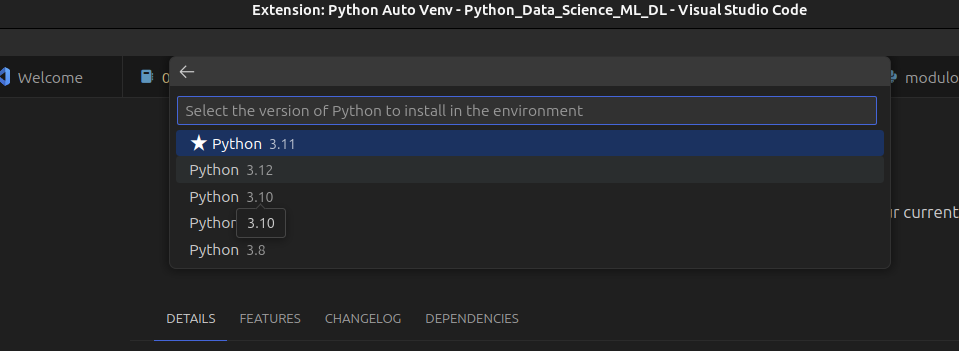 Extension: Python Auto Venv - Python_Data_Science_ML_DL - Visual Studio Code
Welcome
0
modulo
Select the version of Python to install in the environment
★ Python 3.11
Python 3.12
Python 3.10
Python
3.10
Python 3.8
ur current
DETAILS FEATURES CHANGELOG DEPENDENCIES